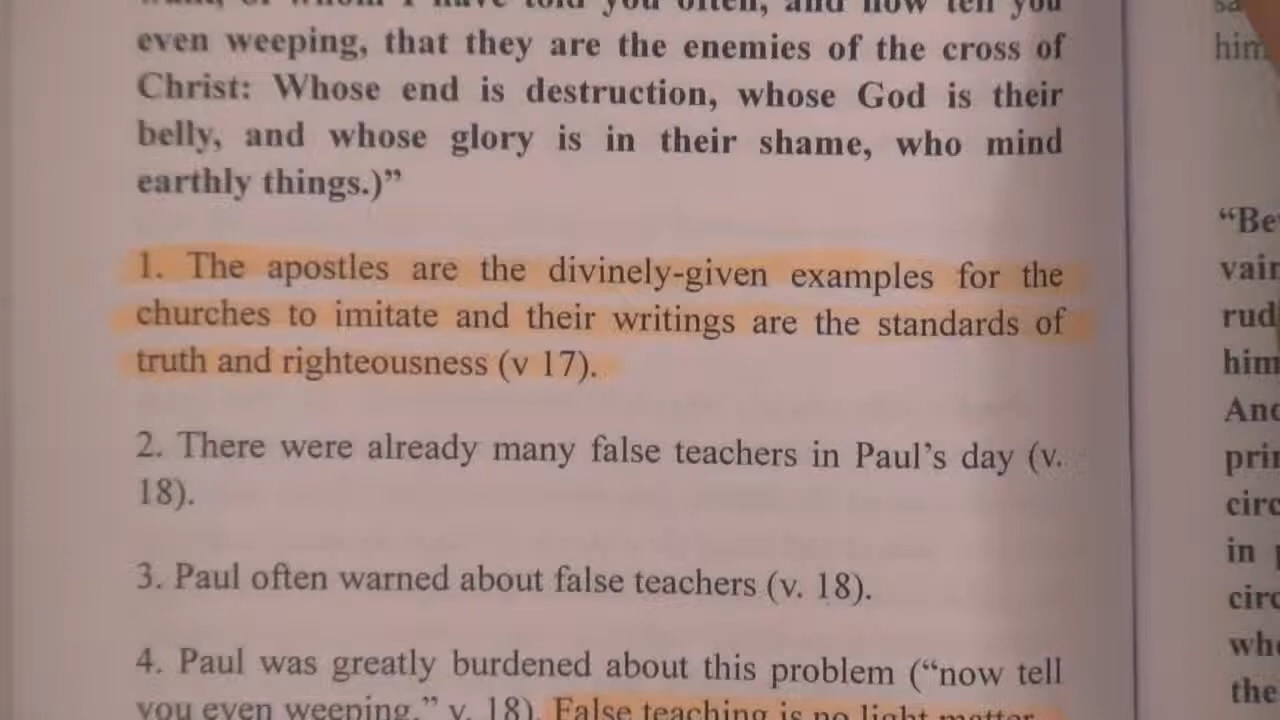 even weeping, that they are the enemies of the cross of
Christ: Whose end is destruction, whose God is their
belly, and whose glory is in their shame, who mind
earthly things.)”
1. The apostles are the divinely-given examples for the
churches to imitate and their writings are the standards of
truth and righteousness (v 17).
2. There were already many false teachers in Paul’s day (v.
18).
3. Paul often warned about false teachers (v. 18).
4. Paul was greatly burdened about this problem (“now tell
you even weeping,” v. 18). False teaching is no light matter
him
“Be
vain
rud
him
And
prin
circ
in
circ
who
the